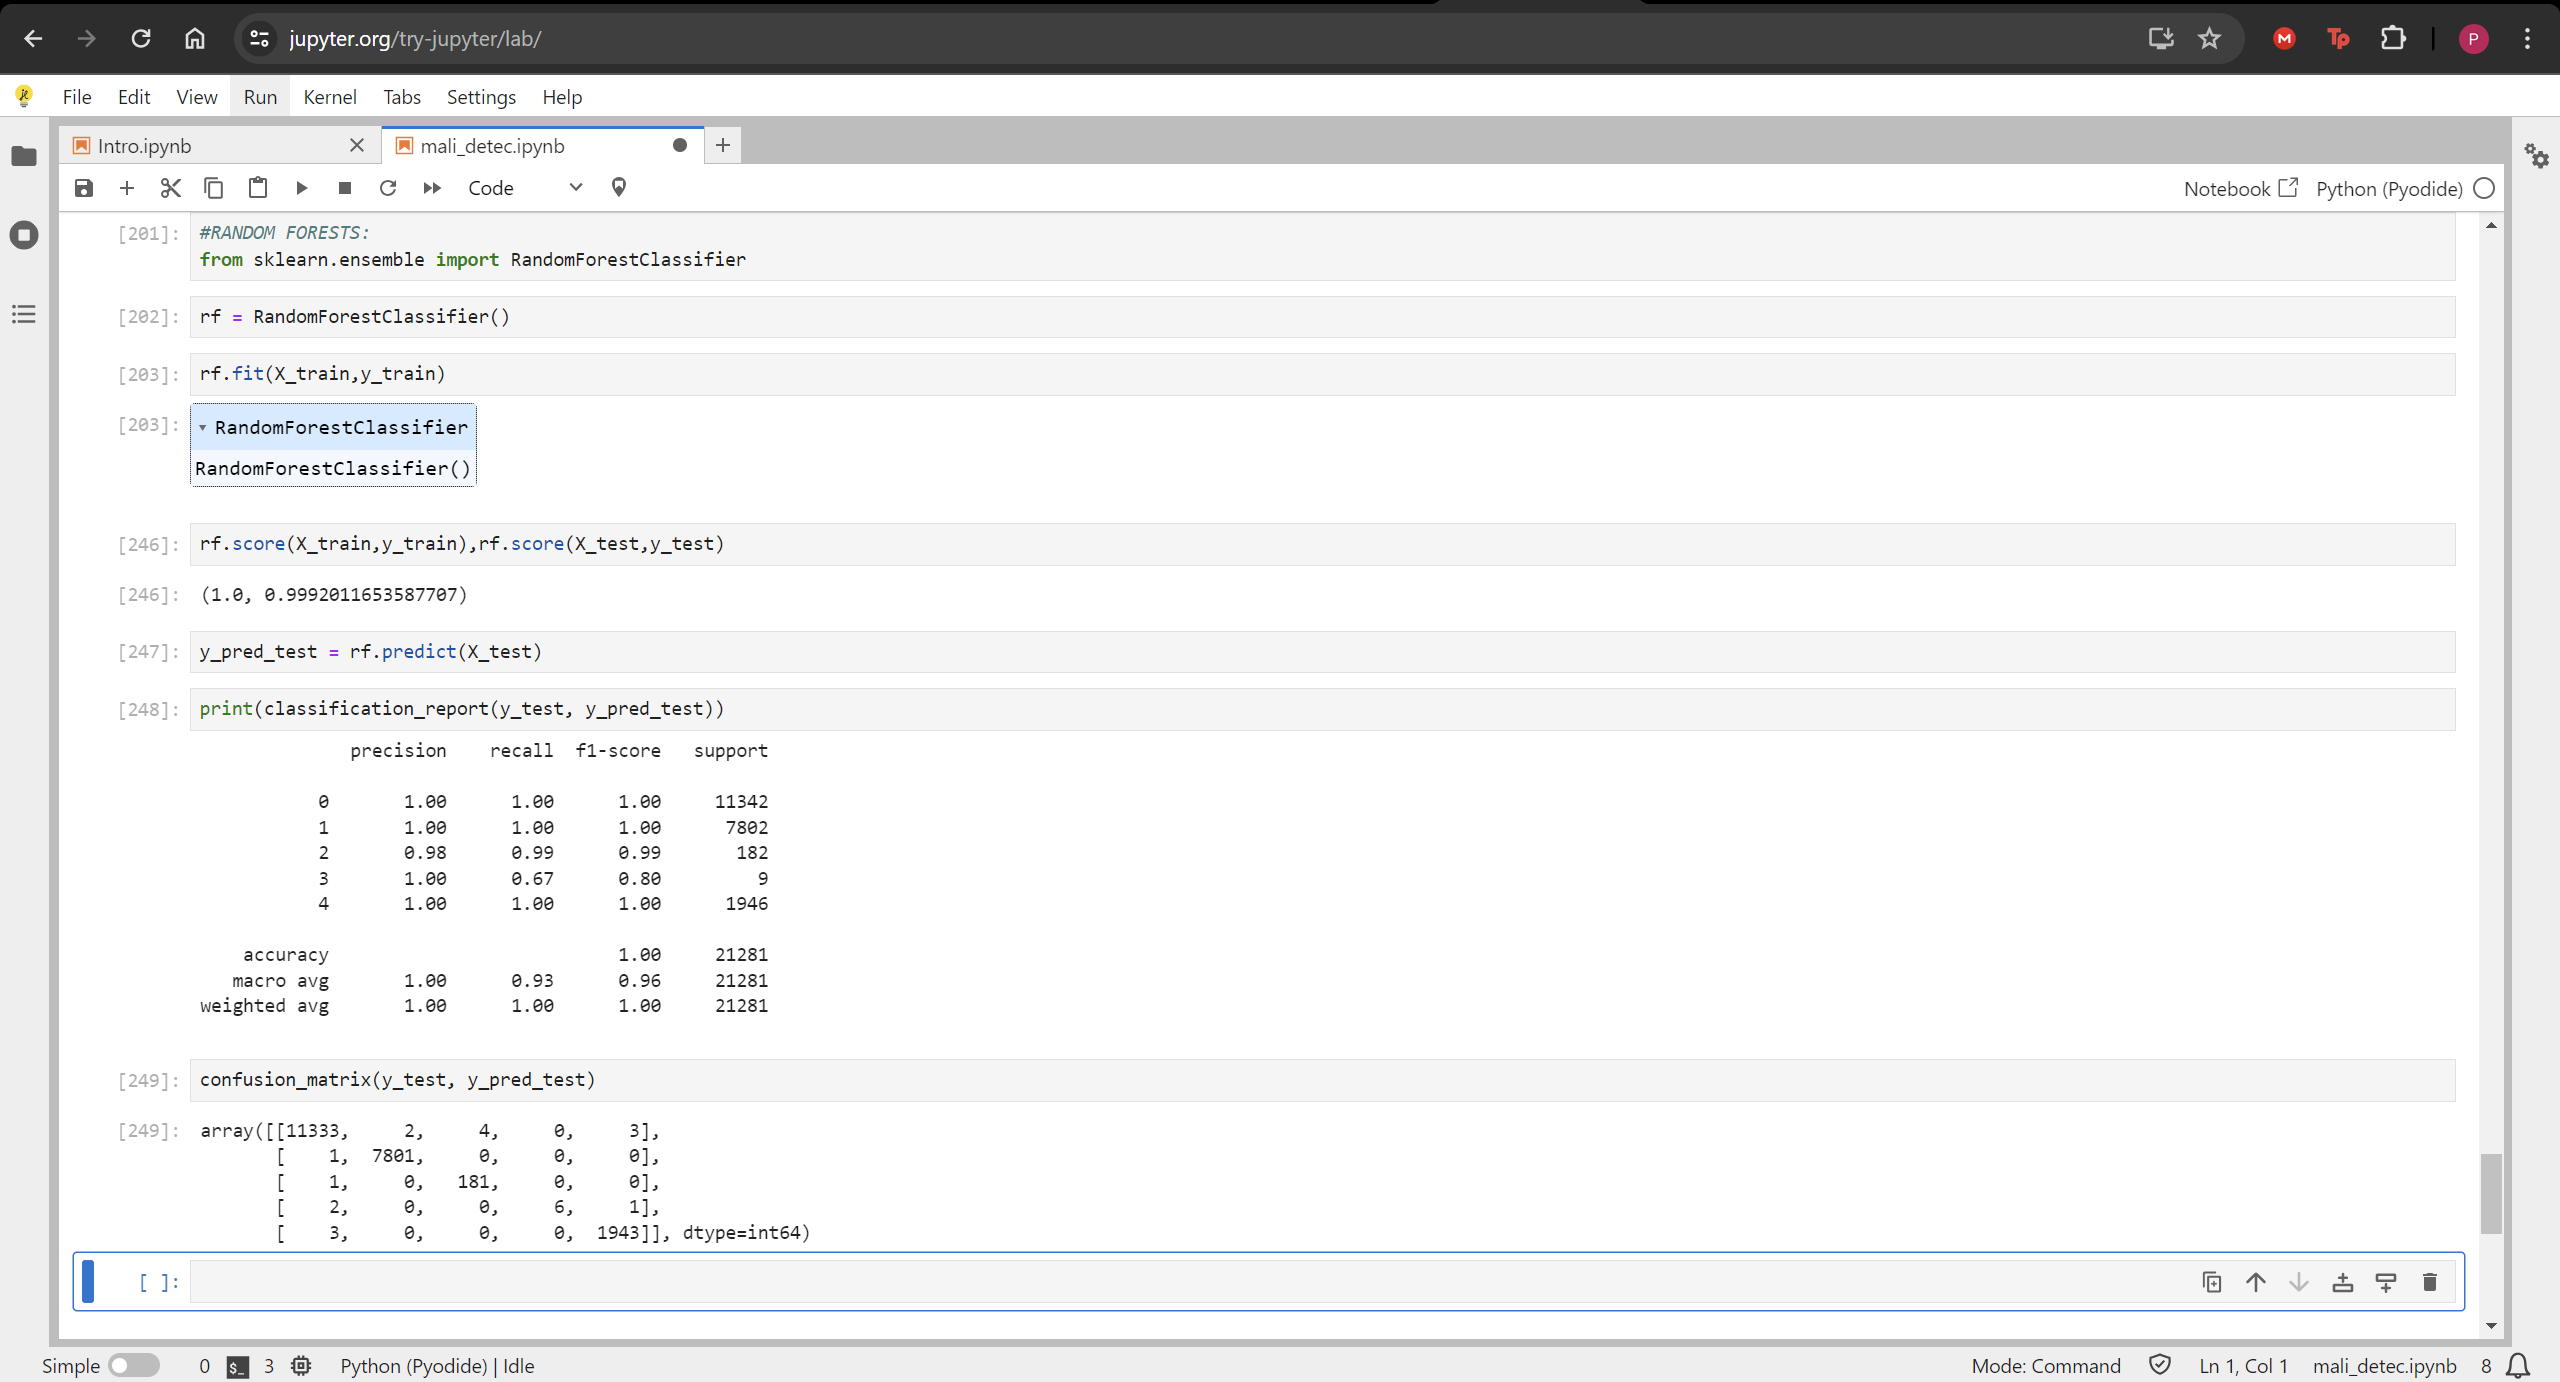 jupyter.org/try-jupyter/lab/
M
Tp
P
File Edit View Run Kernel Tabs Settings Help
Intro.ipynb
mali_detec.ipynb
Code
Notebook
Python (Pyodide)
[201]: #RANDOM FORESTS:
from sklearn.ensemble import RandomForestClassifier
[202]: rf = RandomForestClassifier()
[203]: rf.fit(X_train,y_train)
[203]: RandomForestClassifier
RandomForestClassifier()
[246]: rf.score(X_train,y_train),rf.score(X_test,y_test)
[246]: (1.0, 0.9992011653587707)
[247]: y_pred_test = rf.predict(X_test)
[248]: print(classification_report(y_test, y_pred_test))
precision recall f1-score support
0 1.00 1.00 1.00 11342
1 1.00 1.00 1.00 7802
2 0.98 0.99 0.99 182
3 1.00 0.67 0.80 9
4 1.00 1.00 1.00 1946
accuracy 1.00 21281
macro avg 1.00 0.93 0.96 21281
weighted avg 1.00 1.00 1.00 21281
[249]: confusion_matrix(y_test, y_pred_test)
[249]: array([[11333, 2, 4, 0, 3],
[ 1, 7801, 0, 0, 0],
[ 1, 0, 181, 0, 0],
[ 2, 0, 0, 6, 1],
[ 3, 0, 0, 0, 1943]], dtype=int64)
[ ]:
Simple 0 $_ 3 Python (Pyodide) | Idle Mode: Command Ln 1, Col 1 mali_detec.ipynb 8